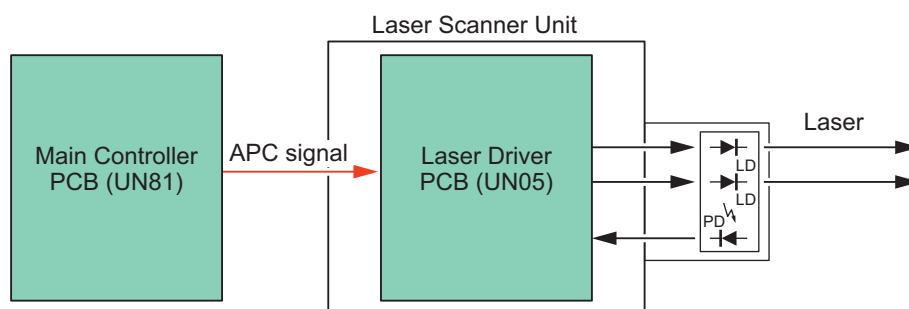 Laser Scanner Unit
Main Controller
PCB (UN81)
APC signal
Laser Driver
PCB (UN05)
Laser
LD
LD
PD